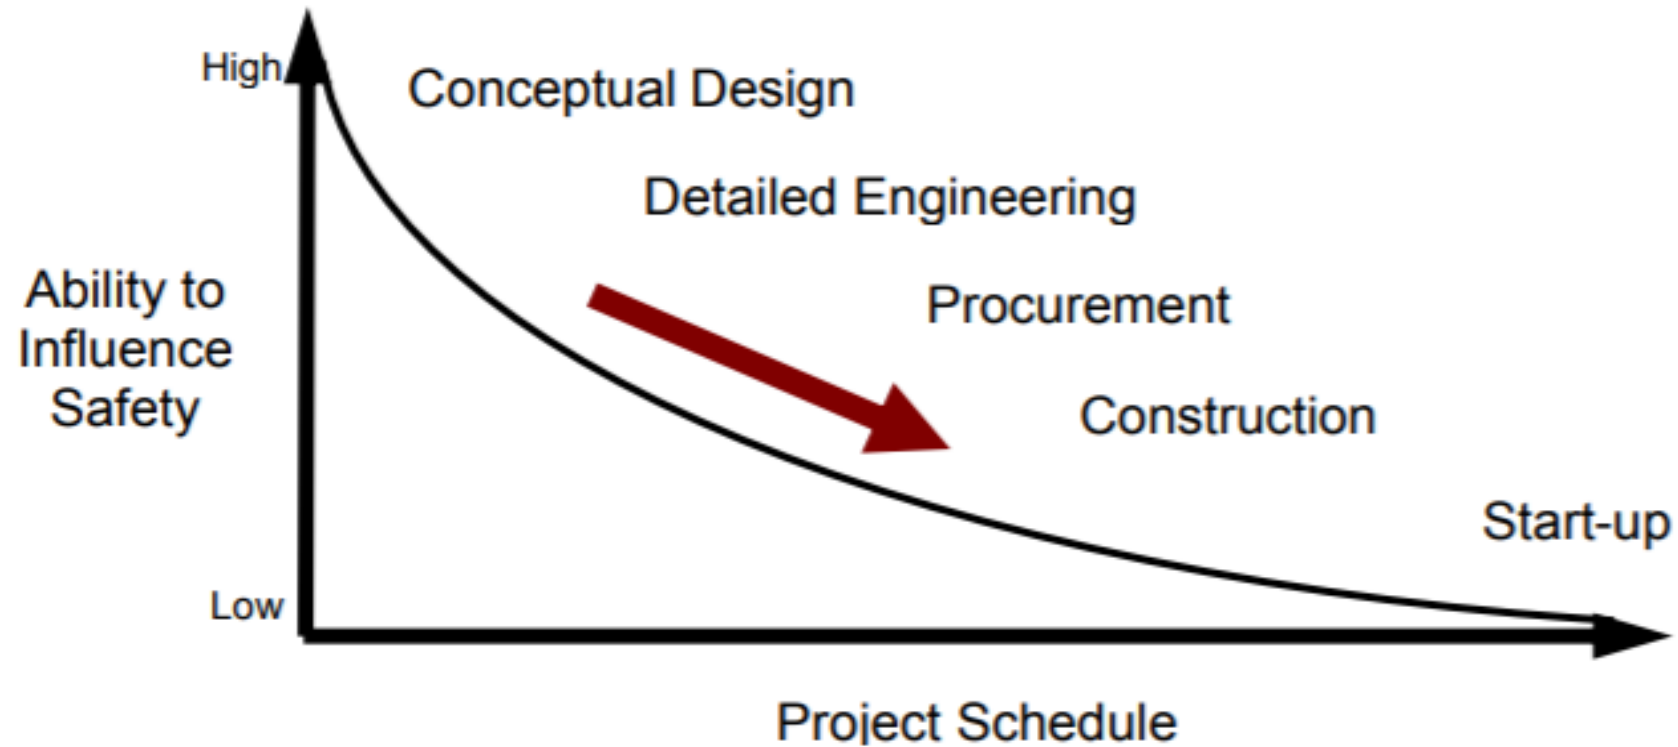 High
Conceptual Design
Detailed Engineering
Ability to
Influence
Safety
Procurement
Construction
Start-up
Low
Project Schedule